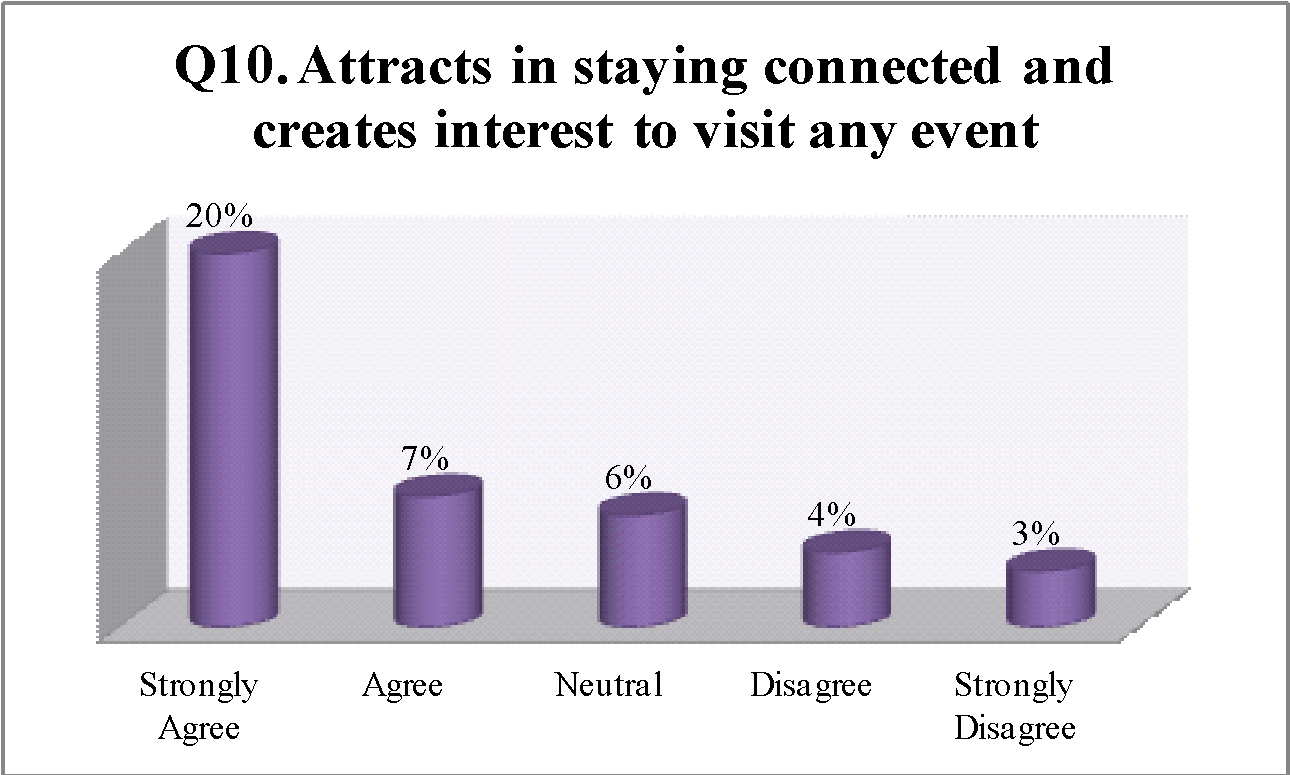 Q10. Attracts in staying connected and
creates interest to visit any event
20%
7%
6%
4%
3%
Strongly
Agree
Agree
Neutral
Disagree
Strongly
Disagree